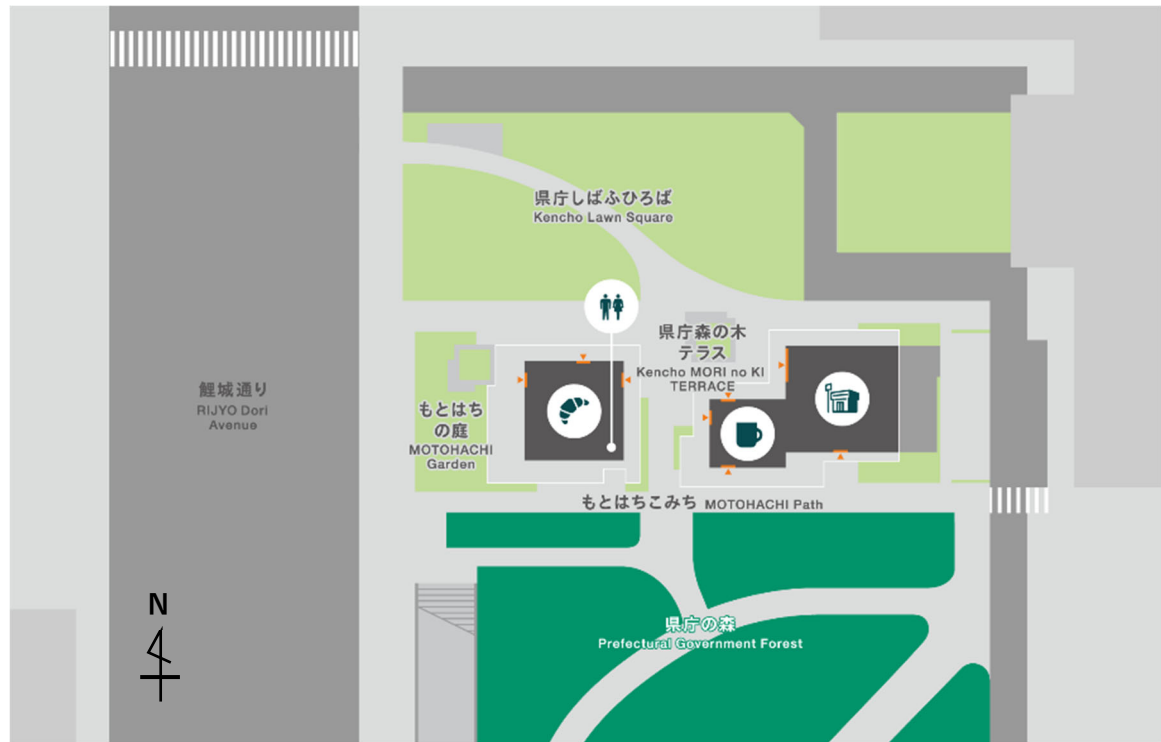 県庁しばふひろば
Kencho Lawn Square
県庁森の木
テラス
Kencho MORI no KI
TERRACE
鯉城通り
RIJYO Dori
Avenue
もとはち
の庭
MOTOHACHI
Garden
もとはちこみち MOTOHACHI Path
N
県庁の森
Prefectural Government Forest